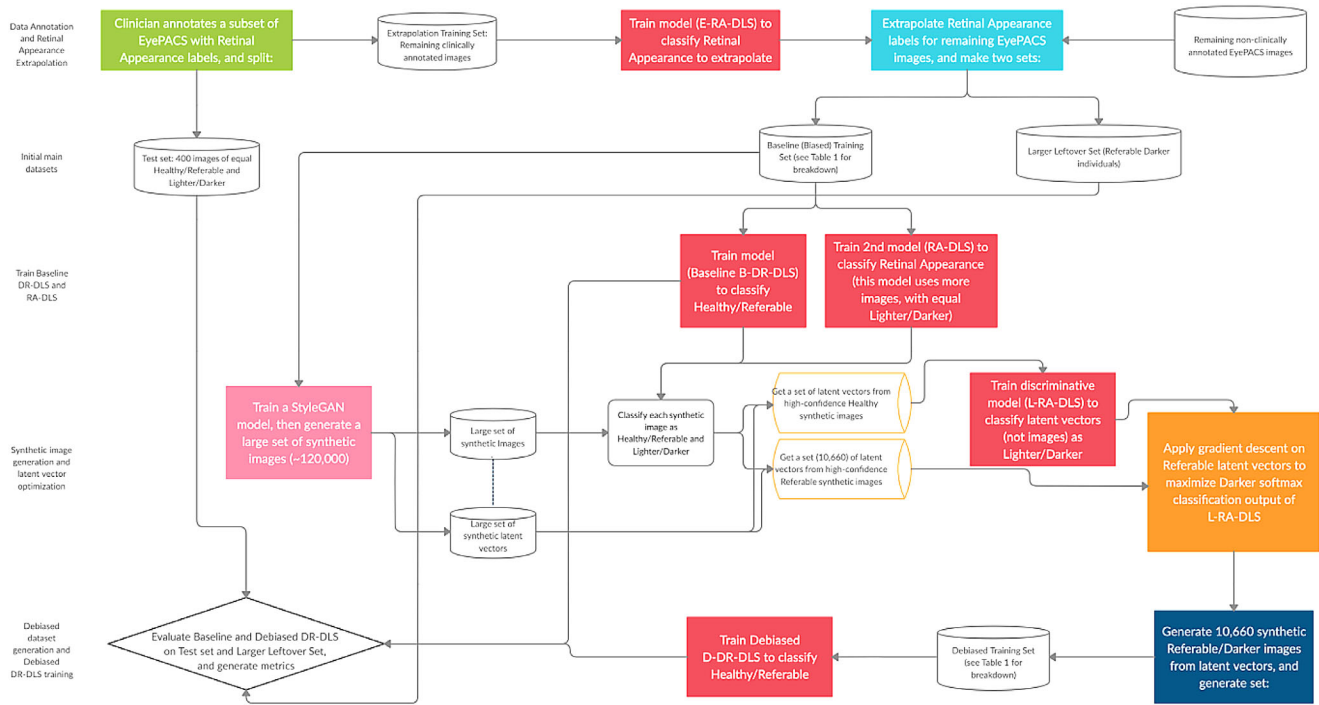 Data Annotation and
Retinal
Appearance
Extrapolation
Clinician annotates a subset of
EyePACS with Retinal
Appearance labels, and split:
Extrapolation Training Set:
Remaining clinically
annotated images
Train model (E-RA-DLS) to
classify Retinal
Appearance to extrapolate
Extrapolate Retinal Appearance
labels for remaining EyePACS
images, and make two sets:
Remaining non-clinically
annotated EyePACS images
Initial main
datasets
Test set: 400 images of equal
Healthy/Referable and
Lighter/Darker
Baseline (Biased) Training
Set (see Table 1 for
breakdown)
Larger Leftover Set (Referable Darker
individuals)
Train Baseline
DR-DLS and
RA-DLS
Train model
(Baseline B-DR-DLS)
to classify
Healthy/Referable
Train 2nd model (RA-DLS) to
classify Retinal Appearance
(this model uses more
images, with equal
Lighter/Darker)
Synthetic image
generation and
latent vector
optimization
Train a StyleGAN
model, then generate a
large set of synthetic
images (~120,000)
Large set of
synthetic Images
Large set of
synthetic latent
vectors
Classify each synthetic
image as
Healthy/Referable and
Lighter/Darker
Get a set of latent vectors from
high-confidence Healthy
synthetic images
Get a set (10,660) of latent
vectors from high-confidence
Referable synthetic images
Train discriminative
model (L-RA-DLS) to
classify latent vectors
(not images) as
Lighter/Darker
Apply gradient descent on
Referable latent vectors to
maximize Darker softmax
classification output of
L-RA-DLS
Debiased
dataset
generation and
Debiased
DR-DLS training
Evaluate Baseline and Debiased DR-DLS
on Test set and Larger Leftover Set,
and generate metrics
Train Debiased
D-DR-DLS to classify
Healthy/Referable
Debiased Training Set
(see Table 1 for
breakdown)
Generate 10,660 synthetic
Referable/Darker images
from latent vectors, and
generate set: